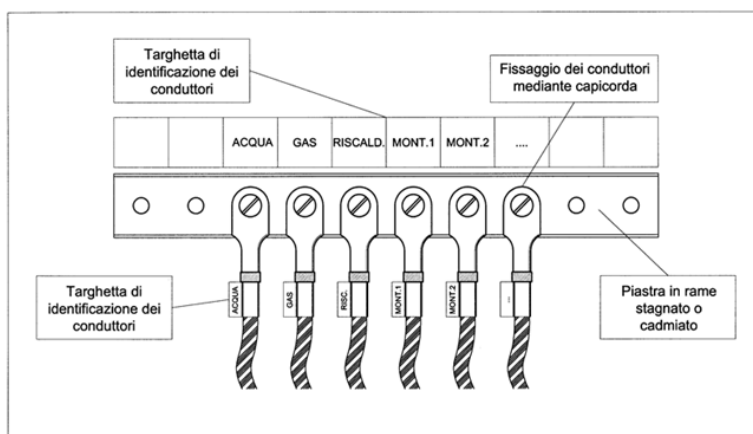 Targhetta di
identificazione dei
conduttori
Fissaggio dei conduttori
mediante capicorda
ACQUA GAS RISCALD. MONT.1 MONT.2 ....
Targhetta di
identificazione dei
conduttori
ACQUA GAS RISC. MONT.1 MONT.2 ...
Piastra in rame
stagnato o
cadmiato